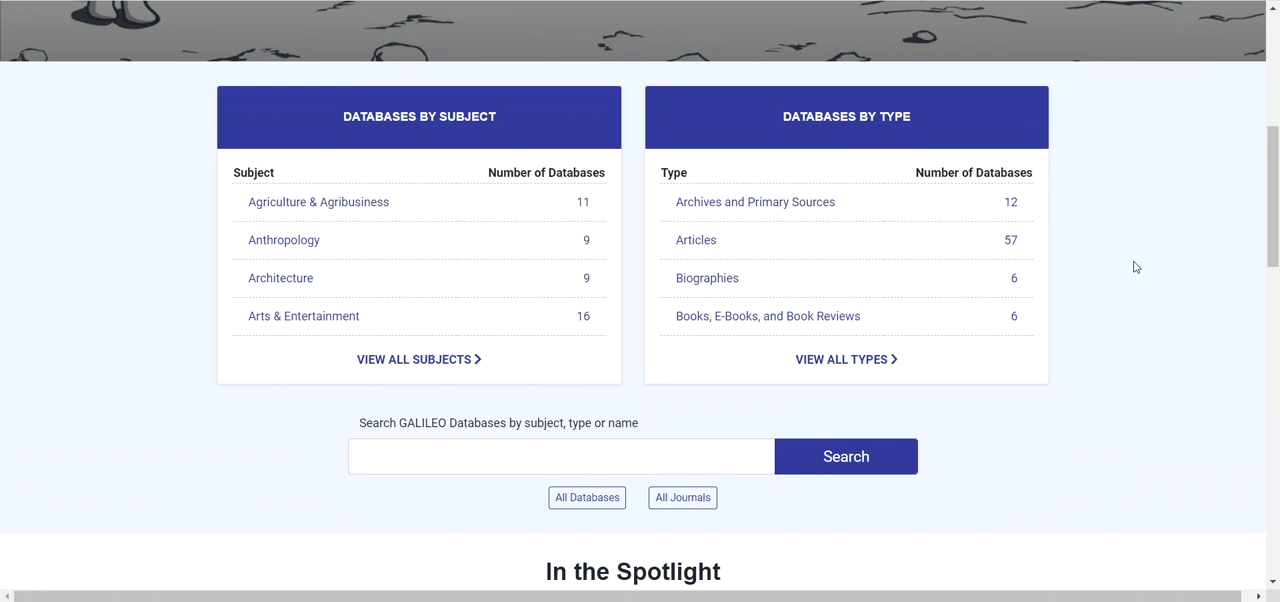 DATABASES BY SUBJECT
Subject Number of Databases
Agriculture & Agribusiness 11
Anthropology 9
Architecture 9
Arts & Entertainment 16
VIEW ALL SUBJECTS
DATABASES BY TYPE
Type Number of Databases
Archives and Primary Sources 12
Articles 57
Biographies 6
Books, E-Books, and Book Reviews 6
VIEW ALL TYPES
Search GALILEO Databases by subject, type or name
Search
All Databases All Journals
In the Spotlight